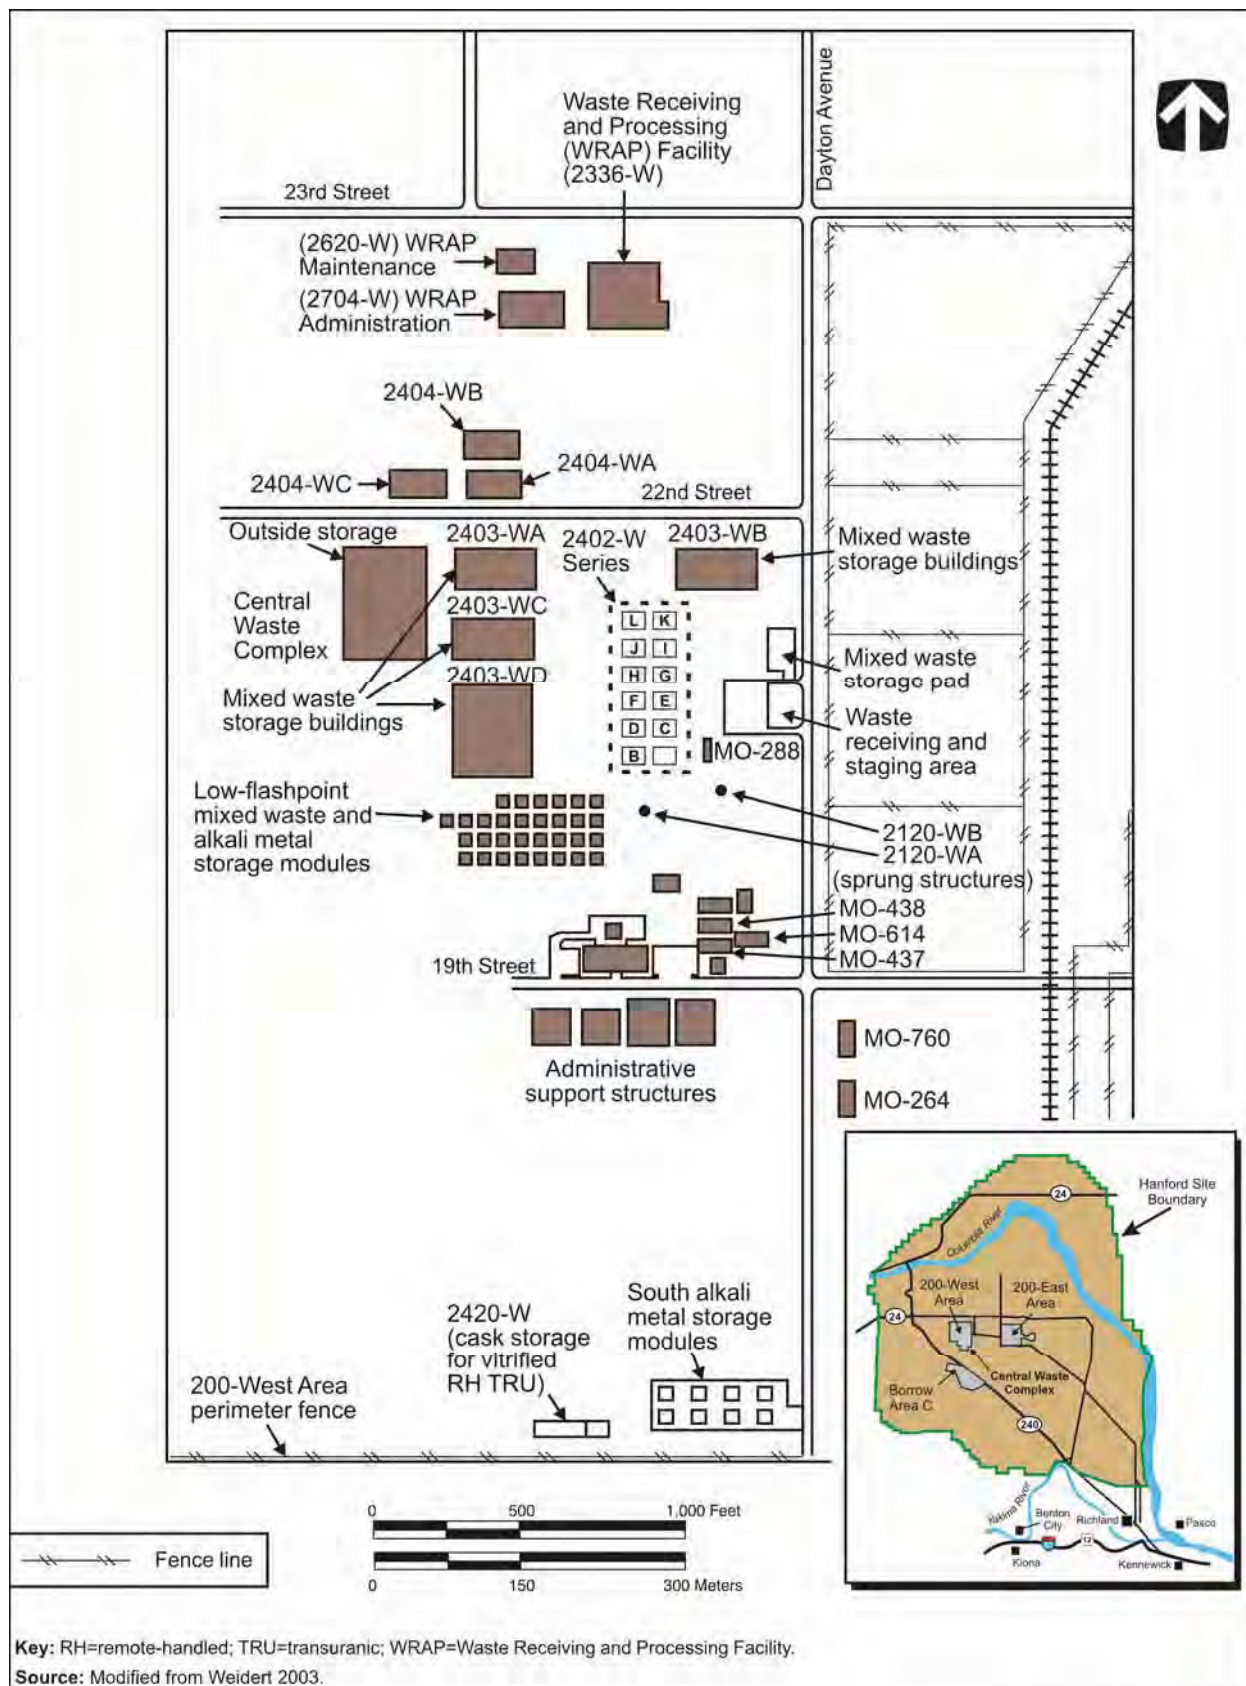 Dayton Avenue
Waste Receiving
and Processing
(WRAP) Facility
(2336-W)
23rd Street
(2620-W) WRAP
Maintenance
(2704-W) WRAP
Administration
2404-WB
2404-WA
2404-WC
22nd Street
Outside storage
2403-WA
2402-W
Series
2403-WB
Mixed waste
storage buildings
Central
Waste
Complex
2403-WC
L K
J I
H G
F E
D C
B
Mixed waste
storage pad
2403-WD
Mixed waste
storage buildings
Waste
receiving and
staging area
MO-288
Low-flashpoint
mixed waste and
alkali metal
storage modules
2120-WB
2120-WA
(sprung structures)
MO-438
MO-614
MO-437
19th Street
MO-760
MO-264
Administrative
support structures
Hanford Site
Boundary
24
Columbia River
200-West
Area
200-East
Area
24
Central Waste
Complex
Borrow
Area C
240
Yakima River
Benton
City
Richland
Pasco
12
Kiona
Kennewick
South alkali
metal storage
modules
2420-W
(cask storage
for vitrified
RH TRU)
200-West Area
perimeter fence
0 500 1,000 Feet
0 150 300 Meters
Fence line
Key: RH=remote-handled; TRU=transuranic; WRAP=Waste Receiving and Processing Facility.
Source: Modified from Weidert 2003.